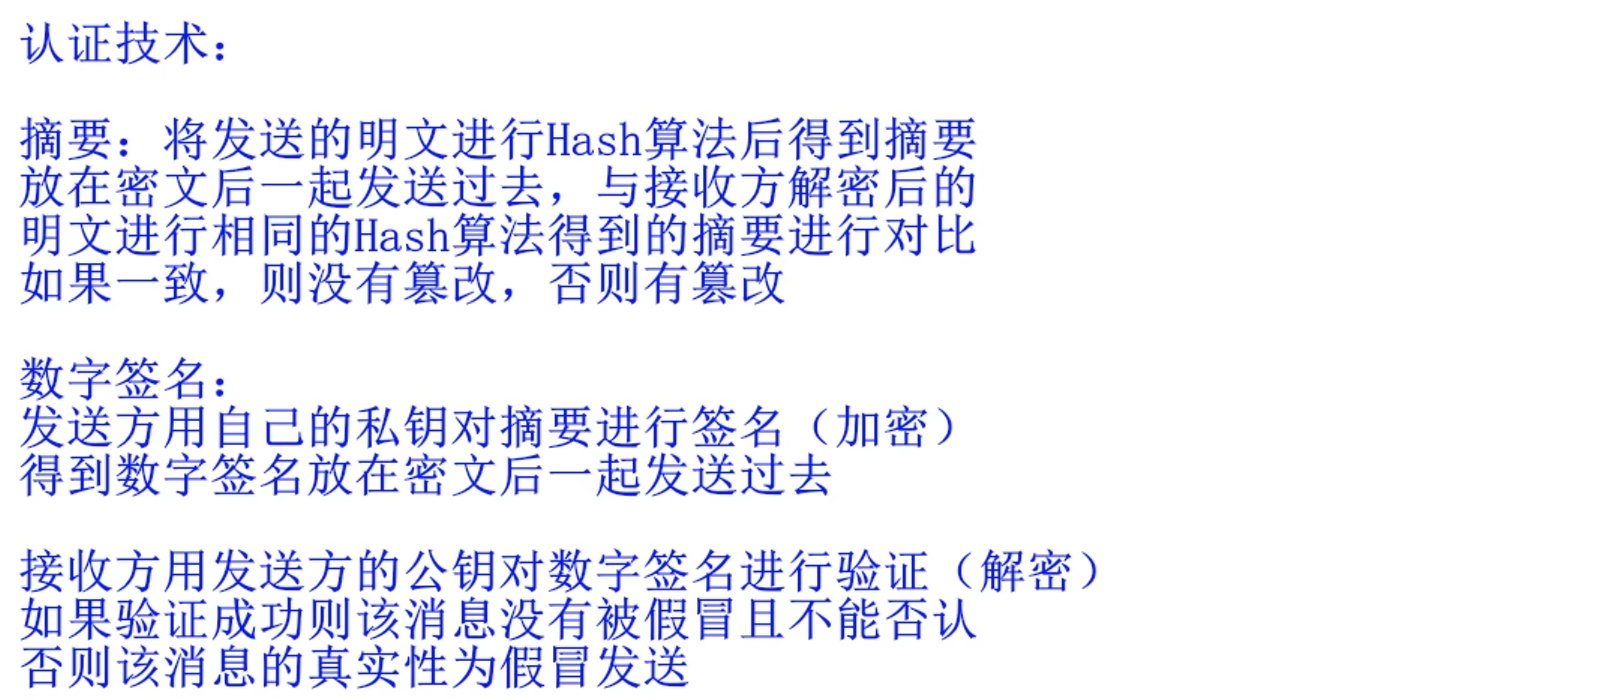 认证技术：
摘要：将发送的明文进行Hash算法后得到摘要
放在密文后一起发送过去，与接收方解密后的
明文进行相同的Hash算法得到的摘要进行对比
如果一致，则没有篡改，否则有篡改
数字签名：
发送方用自己的私钥对摘要进行签名（加密）
得到数字签名放在密文后一起发送过去
接收方用发送方的公钥对数字签名进行验证（解密）
如果验证成功则该消息没有被假冒且不能否认
否则该消息的真实性为假冒发送